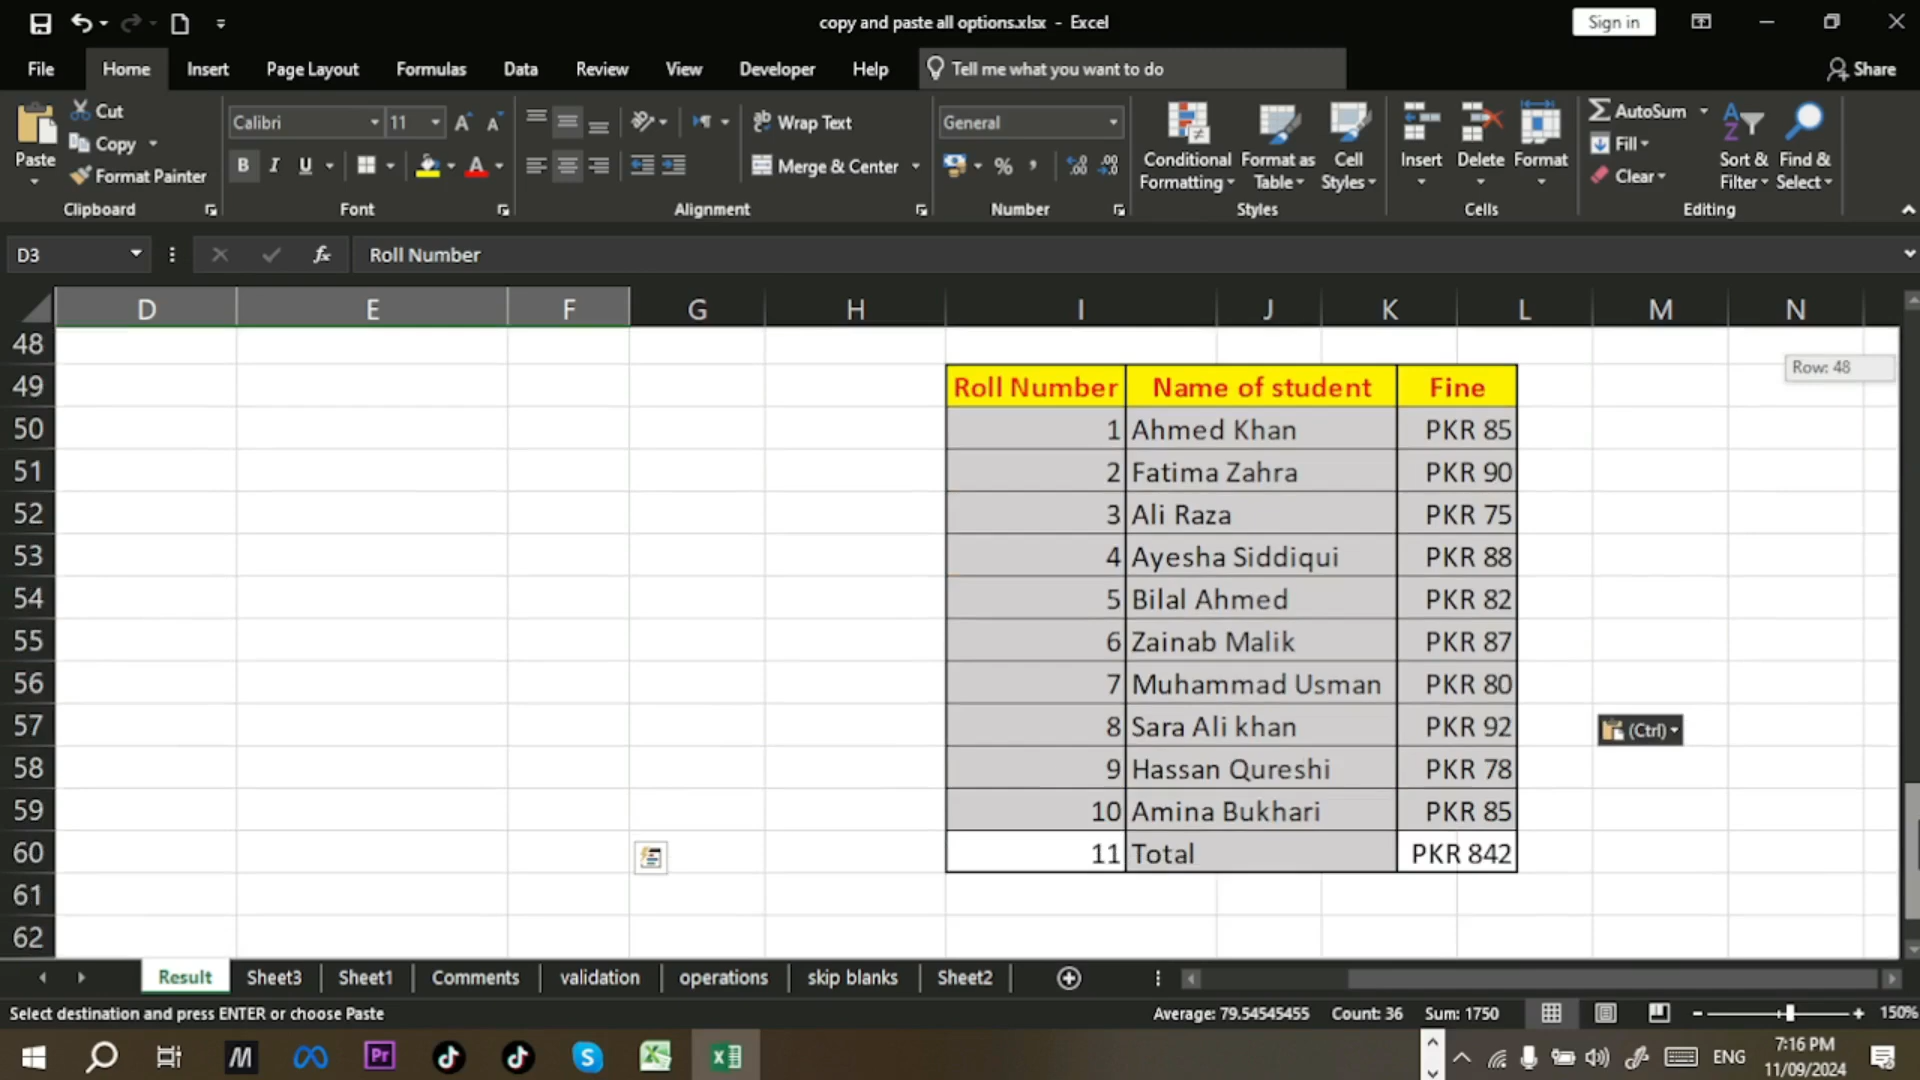 copy and paste all options.xlsx - Excel
Sign in
File Home Insert Page Layout Formulas Data Review View Developer Help Tell me what you want to do Share
Paste
Cut
Copy
Format Painter
Clipboard
Calibri 11
B I U
Font
Wrap Text
Merge & Center
Alignment
General
% ,
Number
Conditional Formatting
Format as Table
Cell Styles
Styles
Insert Delete Format
Cells
AutoSum
Fill
Clear
Sort & Filter
Find & Select
Editing
D3 fx Roll Number
D E F G H I J K L M N
48
Row: 48
49 Roll Number Name of student Fine
50 1 Ahmed Khan PKR 85
51 2 Fatima Zahra PKR 90
52 3 Ali Raza PKR 75
53 4 Ayesha Siddiqui PKR 88
54 5 Bilal Ahmed PKR 82
55 6 Zainab Malik PKR 87
56 7 Muhammad Usman PKR 80
57 8 Sara Ali khan PKR 92 (Ctrl)
58 9 Hassan Qureshi PKR 78
59 10 Amina Bukhari PKR 85
60 11 Total PKR 842
61
62
Result Sheet3 Sheet1 Comments validation operations skip blanks Sheet2
Select destination and press ENTER or choose Paste Average: 79.54545455 Count: 36 Sum: 1750 150%
ENG 7:16 PM
11/09/2024